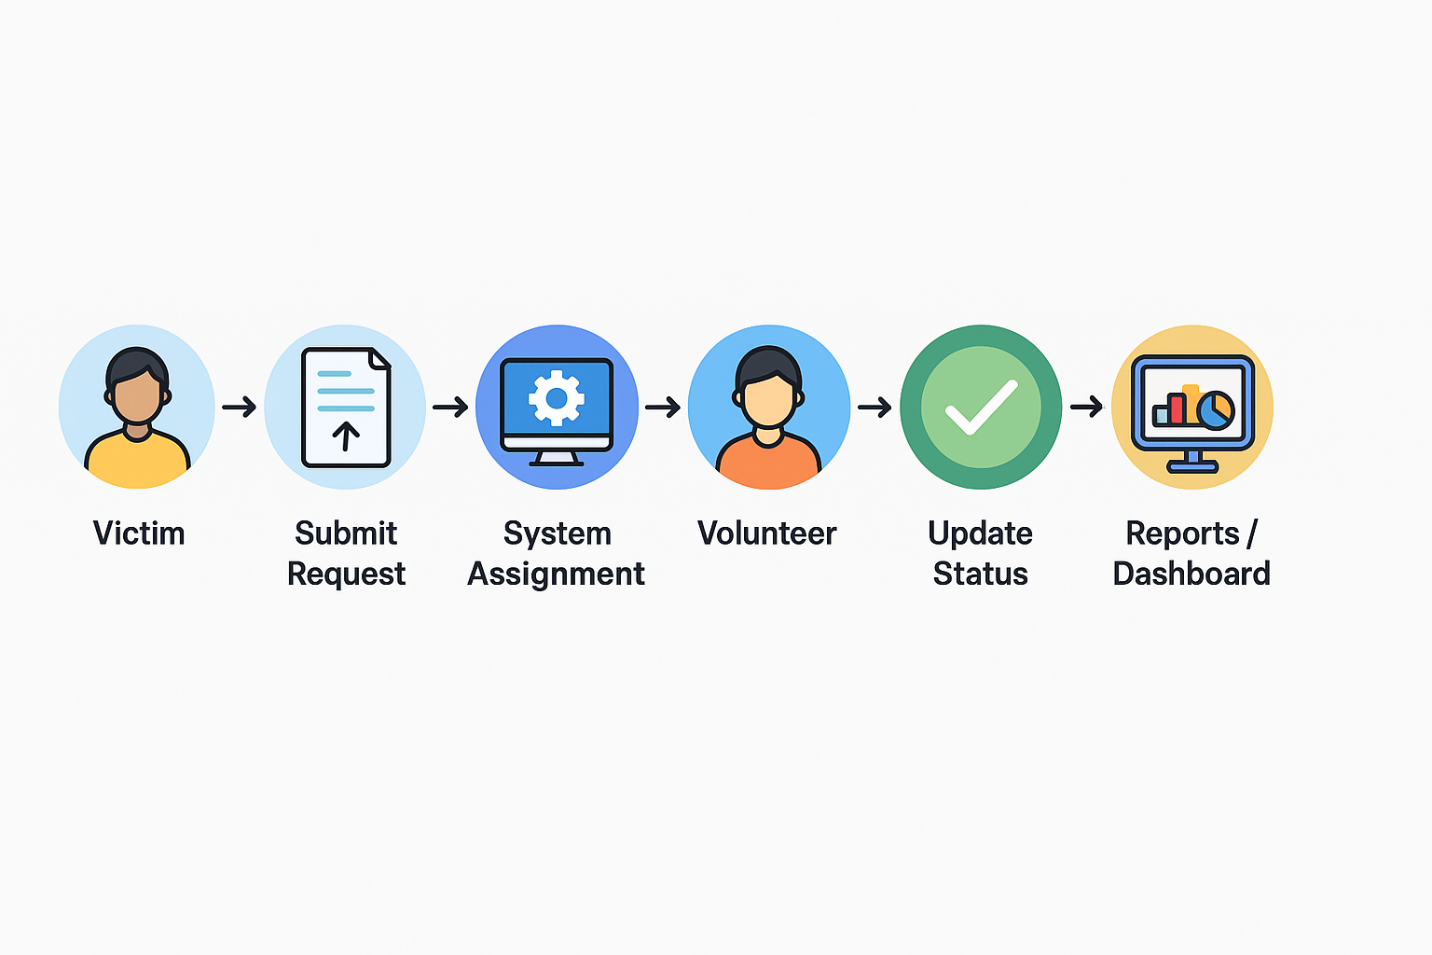 Victim
Submit
Request
System
Assignment
Volunteer
Update
Status
Reports /
Dashboard